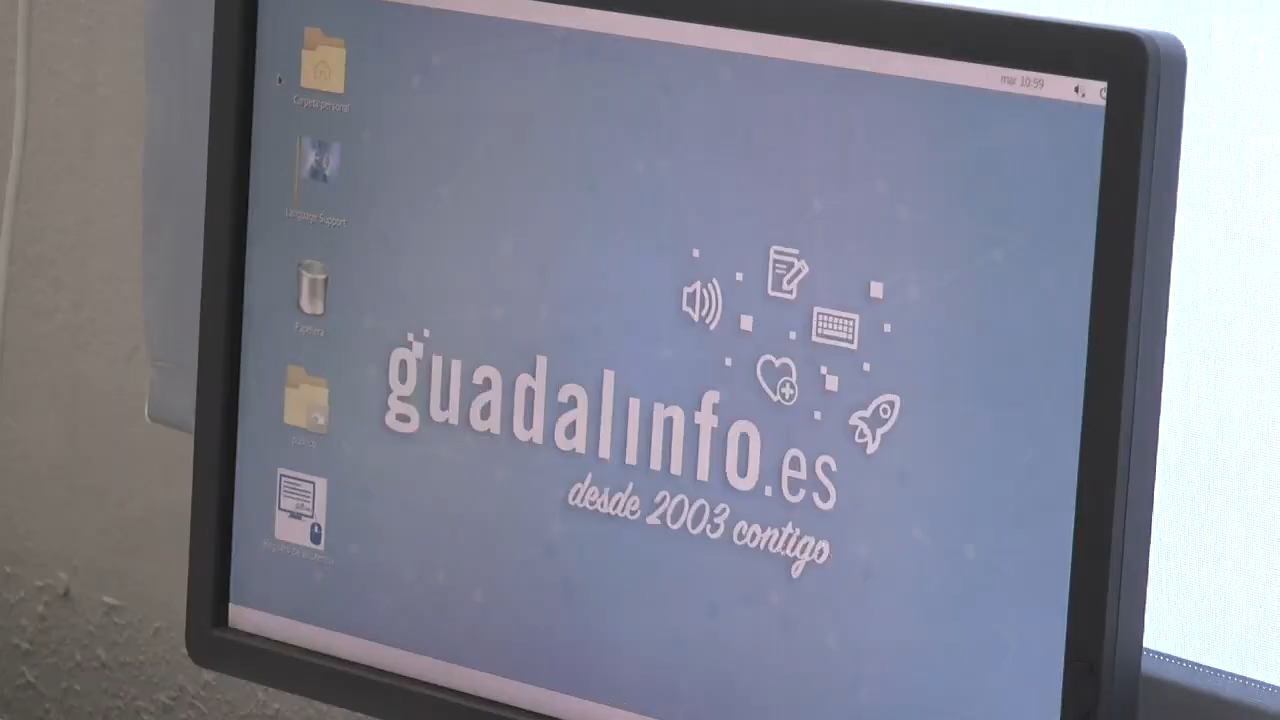 mar 10:59
Carpeta personal
Language Support
Papelera
guadalinfo.es
desde 2003 contigo